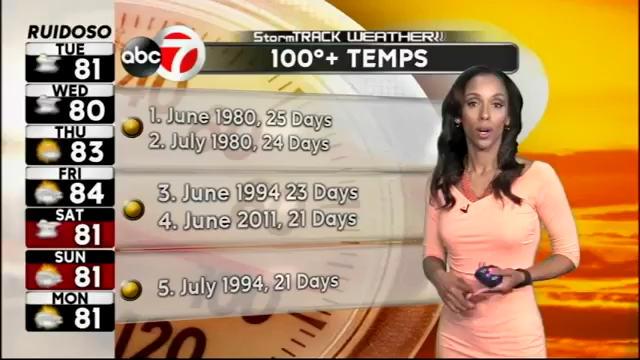 RUIDOSO
TUE
81
WED
80
THU
83
FRI
84
SAT
81
SUN
81
MON
81
StormTRACK WEATHER
abc 7
100°+ TEMPS
1. June 1980, 25 Days
2. July 1980, 24 Days
3. June 1994 23 Days
4. June 2011, 21 Days
5. July 1994, 21 Days
120